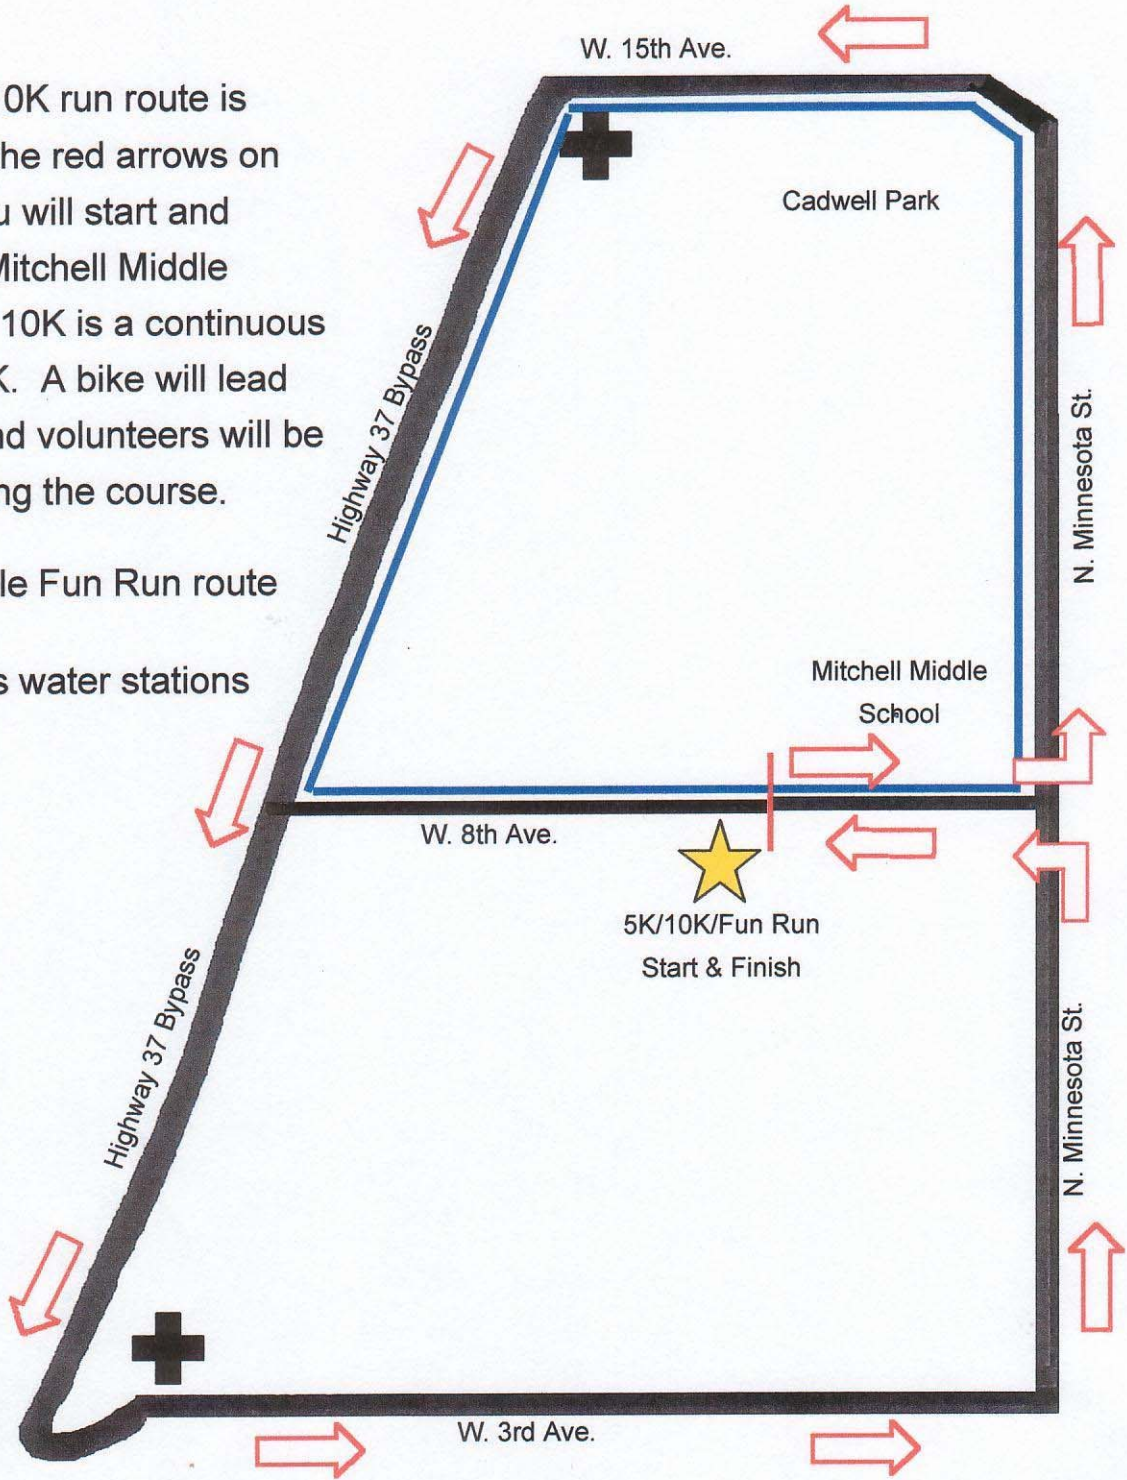 0K run route is
he red arrows on
u will start and
Mitchell Middle
10K is a continuous
K. A bike will lead
nd volunteers will be
ng the course.
le Fun Run route
s water stations
W. 15th Ave.
Cadwell Park
Highway 37 Bypass
N. Minnesota St.
Mitchell Middle
School
W. 8th Ave.
5K/10K/Fun Run
Start & Finish
Highway 37 Bypass
N. Minnesota St.
W. 3rd Ave.